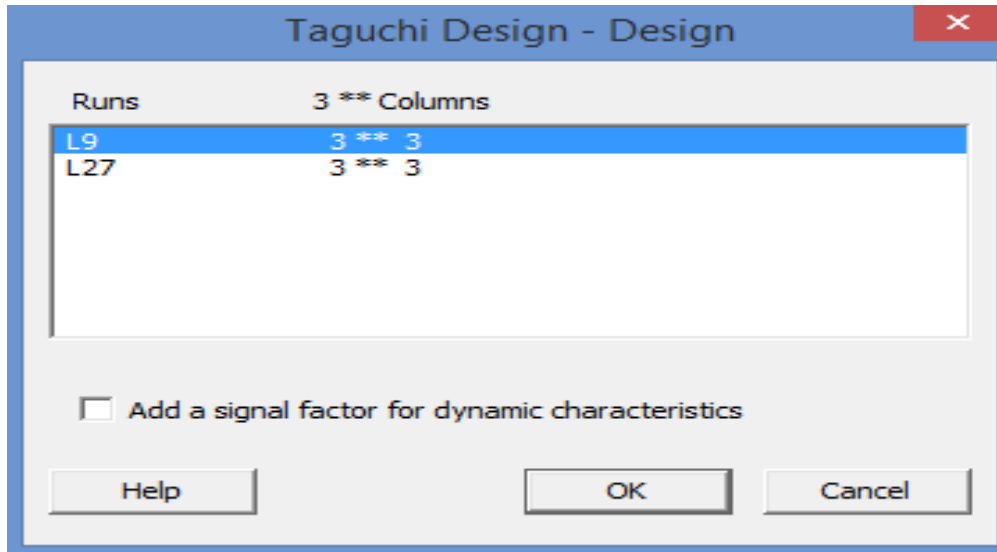 Taguchi Design - Design
Runs 3 ** Columns
L9 3 ** 3
L27 3 ** 3
Add a signal factor for dynamic characteristics
Help OK Cancel